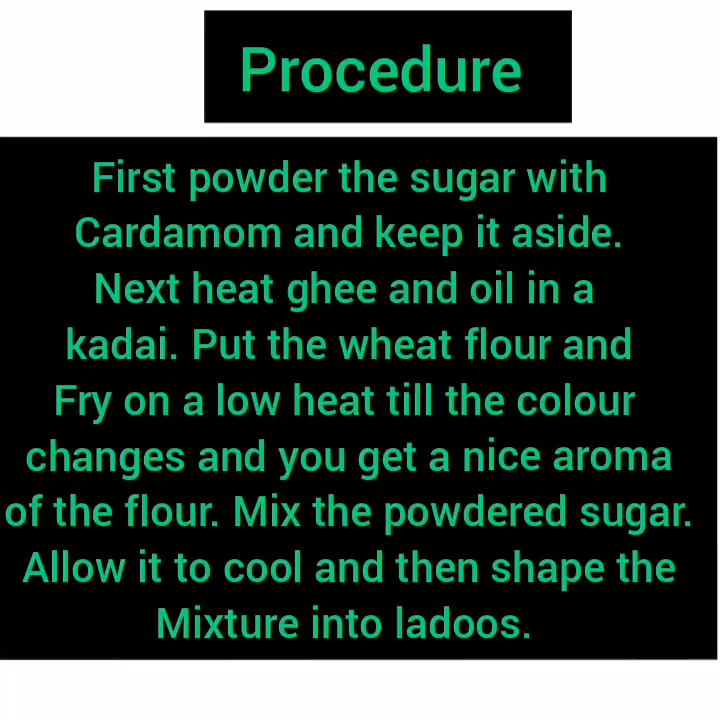 Procedure
First powder the sugar with
Cardamom and keep it aside.
Next heat ghee and oil in a
kadai. Put the wheat flour and
Fry on a low heat till the colour
changes and you get a nice aroma
of the flour. Mix the powdered sugar.
Allow it to cool and then shape the
Mixture into ladoos.